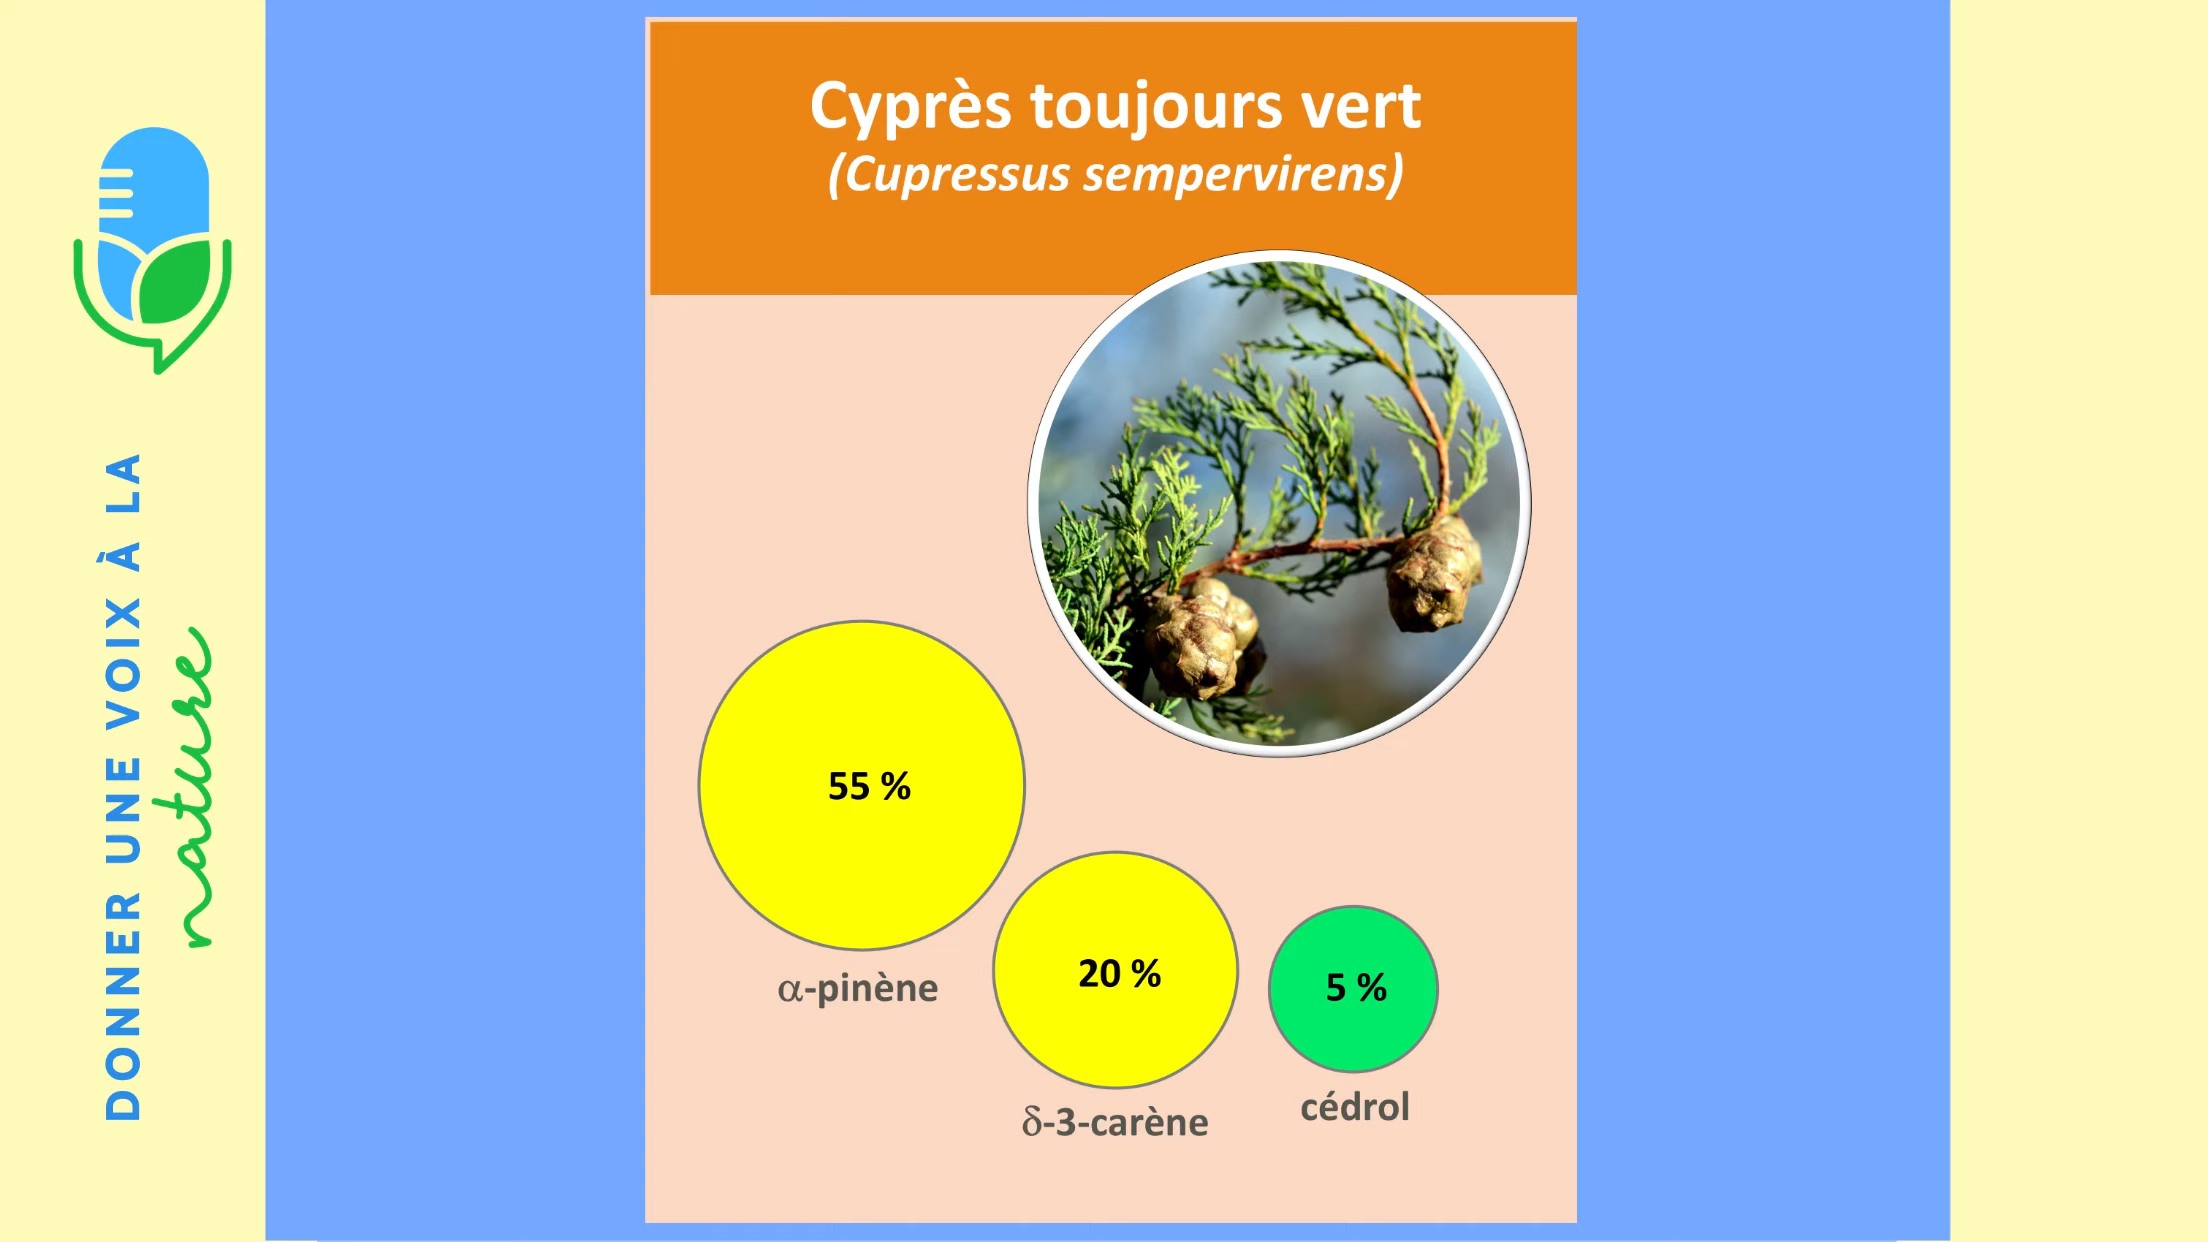 DONNER UNE VOIX À LA
nature
Cyprès toujours vert
(Cupressus sempervirens)
55 %
α-pinène
20 %
δ-3-carène
5 %
cédrol